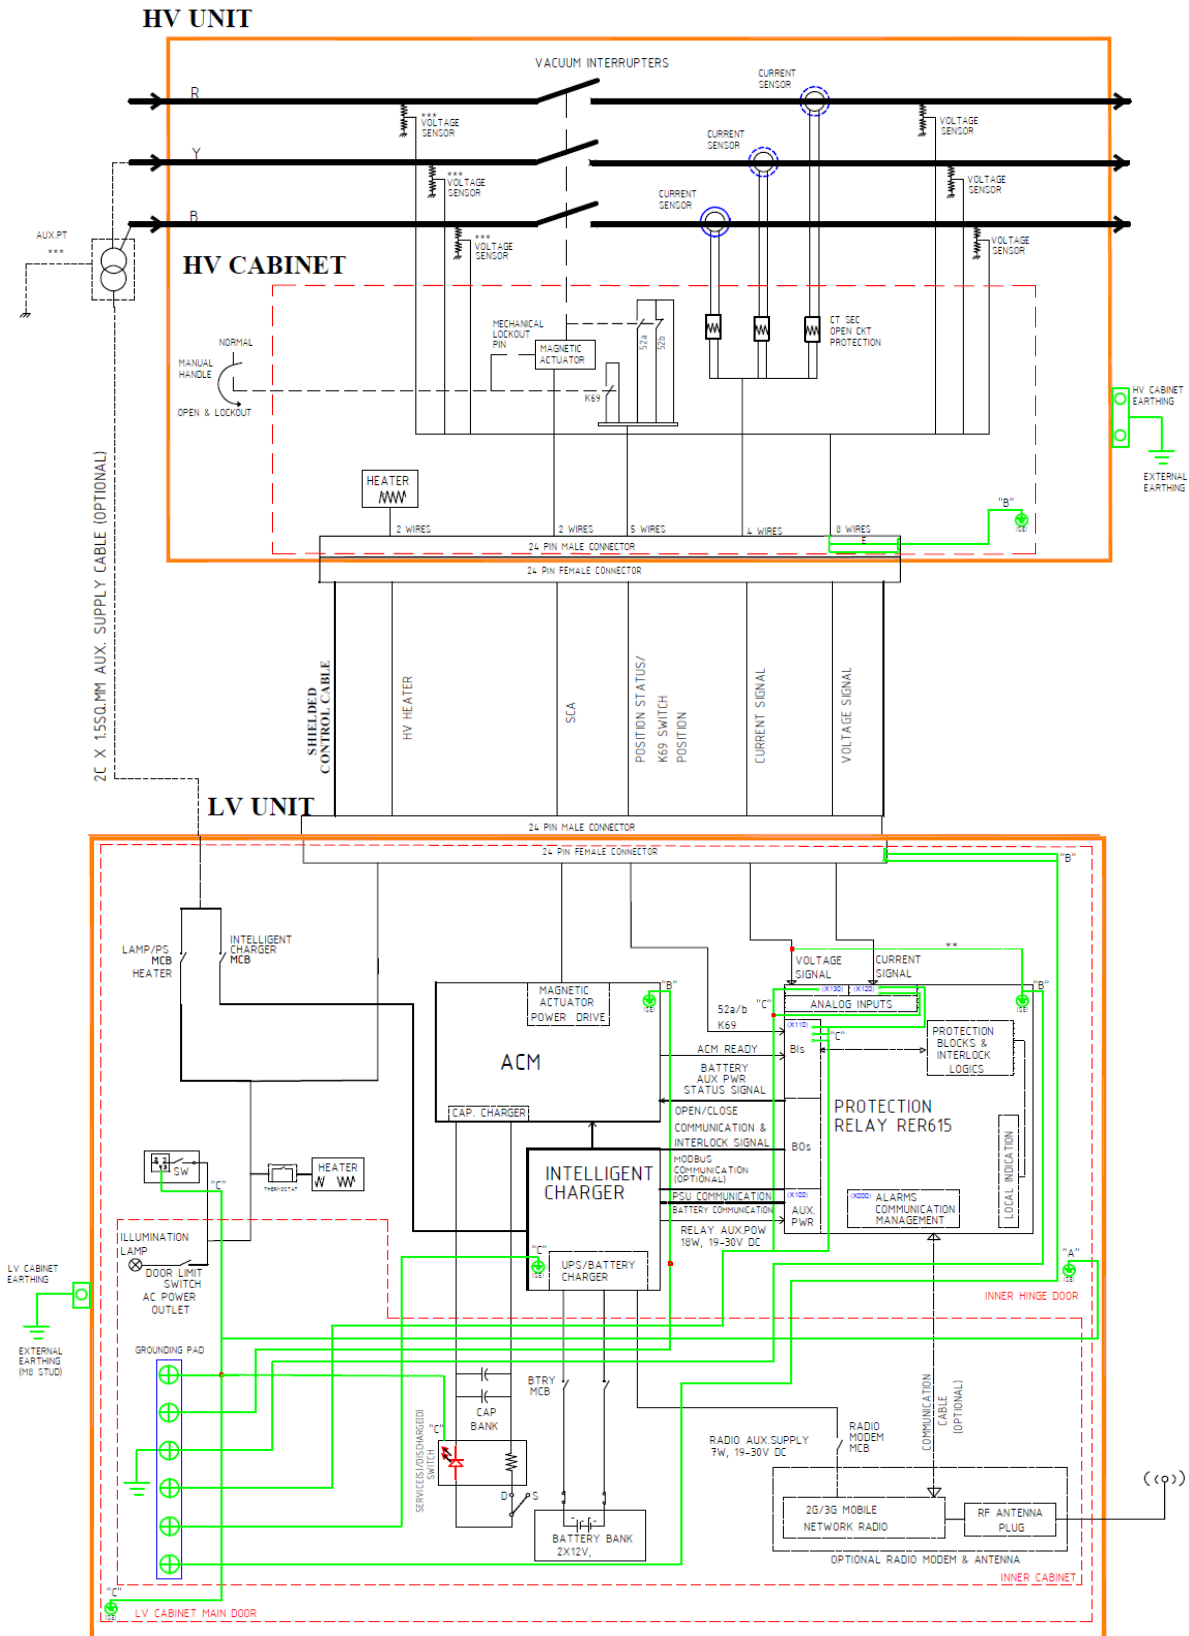 HV UNIT
VACUUM INTERRUPTERS
CURRENT
SENSOR
R
***
VOLTAGE
SENSOR
VOLTAGE
SENSOR
CURRENT
SENSOR
Y
***
VOLTAGE
SENSOR
VOLTAGE
SENSOR
CURRENT
SENSOR
B
***
VOLTAGE
SENSOR
VOLTAGE
SENSOR
AUX.PT
***
HV CABINET
MECHANICAL
LOCKOUT
PIN
MAGNETIC
ACTUATOR
52a
52b
CT SEC
OPEN CKT
PROTECTION
NORMAL
MANUAL
HANDLE
OPEN & LOCKOUT
K69
HV CABINET
EARTHING
EXTERNAL
EARTHING
HEATER
"B"
(SE)
2 WIRES
2 WIRES
5 WIRES
4 WIRES
8 WIRES
E
24 PIN MALE CONNECTOR
24 PIN FEMALE CONNECTOR
2C X 1.5SQ.MM AUX. SUPPLY CABLE (OPTIONAL)
SHIELDED
CONTROL CABLE
HV HEATER
SCA
POSITION STATUS/
K69 SWITCH
POSITION
CURRENT SIGNAL
VOLTAGE SIGNAL
LV UNIT
24 PIN MALE CONNECTOR
24 PIN FEMALE CONNECTOR
"B"
LAMP/PS
MCB
HEATER
INTELLIGENT
CHARGER
MCB
**
VOLTAGE
SIGNAL
CURRENT
SIGNAL
MAGNETIC
ACTUATOR
POWER DRIVE
"B"
(SE)
"B"
(SE)
(X130)
(X120)
ANALOG INPUTS
52a/b
K69
"C"
(X110)
"C"
BIs
PROTECTION
BLOCKS &
INTERLOCK
LOGICS
ACM
ACM READY
BATTERY
AUX PWR
STATUS SIGNAL
CAP. CHARGER
OPEN/CLOSE
COMMUNICATION &
INTERLOCK SIGNAL
PROTECTION
RELAY RER615
BOs
INTELLIGENT
CHARGER
MODBUS
COMMUNICATION
(OPTIONAL)
PSU COMMUNICATION
BATTERY COMMUNICATION
RELAY AUX.POW
18W, 19-30V DC
(X100)
AUX.
PWR
(X000)
ALARMS
COMMUNICATION
MANAGEMENT
LOCAL INDICATION
SW
"C"
THERMOSTAT
HEATER
ILLUMINATION
LAMP
DOOR LIMIT
SWITCH
AC POWER
OUTLET
"C"
(SE)
UPS/BATTERY
CHARGER
"A"
(SE)
INNER HINGE DOOR
LV CABINET
EARTHING
EXTERNAL
EARTHING
(M8 STUD)
GROUNDING PAD
BTRY
MCB
CAP
BANK
"C"
SERVICE(S)/DISCHARGE(D)
SWITCH
D
S
BATTERY BANK
2X12V,
RADIO AUX.SUPPLY
7W, 19-30V DC
RADIO
MODEM
MCB
COMMUNICATION
CABLE
(OPTIONAL)
2G/3G MOBILE
NETWORK RADIO
RF ANTENNA
PLUG
OPTIONAL RADIO MODEM & ANTENNA
INNER CABINET
"C"
(SE)
LV CABINET MAIN DOOR